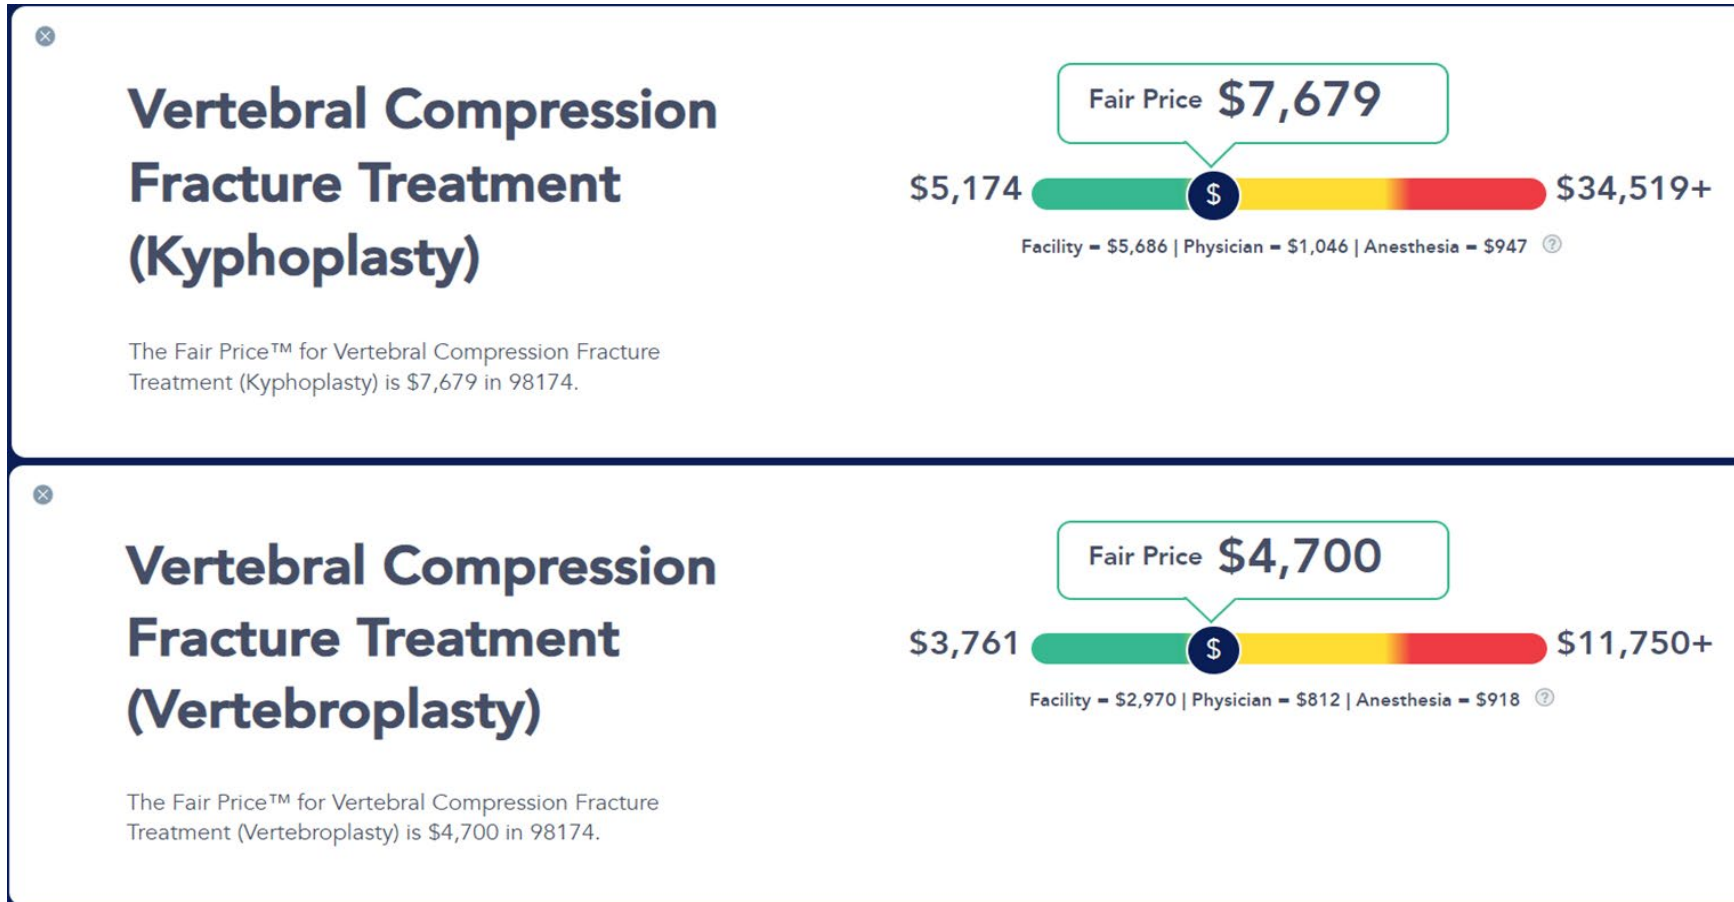 Vertebral Compression
Fracture Treatment
(Kyphoplasty)
The Fair Price™ for Vertebral Compression Fracture
Treatment (Kyphoplasty) is $7,679 in 98174.
Fair Price $7,679
$5,174 $ $34,519+
Facility = $5,686 | Physician = $1,046 | Anesthesia = $947 ?
Vertebral Compression
Fracture Treatment
(Vertebroplasty)
The Fair Price™ for Vertebral Compression Fracture
Treatment (Vertebroplasty) is $4,700 in 98174.
Fair Price $4,700
$3,761 $ $11,750+
Facility = $2,970 | Physician = $812 | Anesthesia = $918 ?